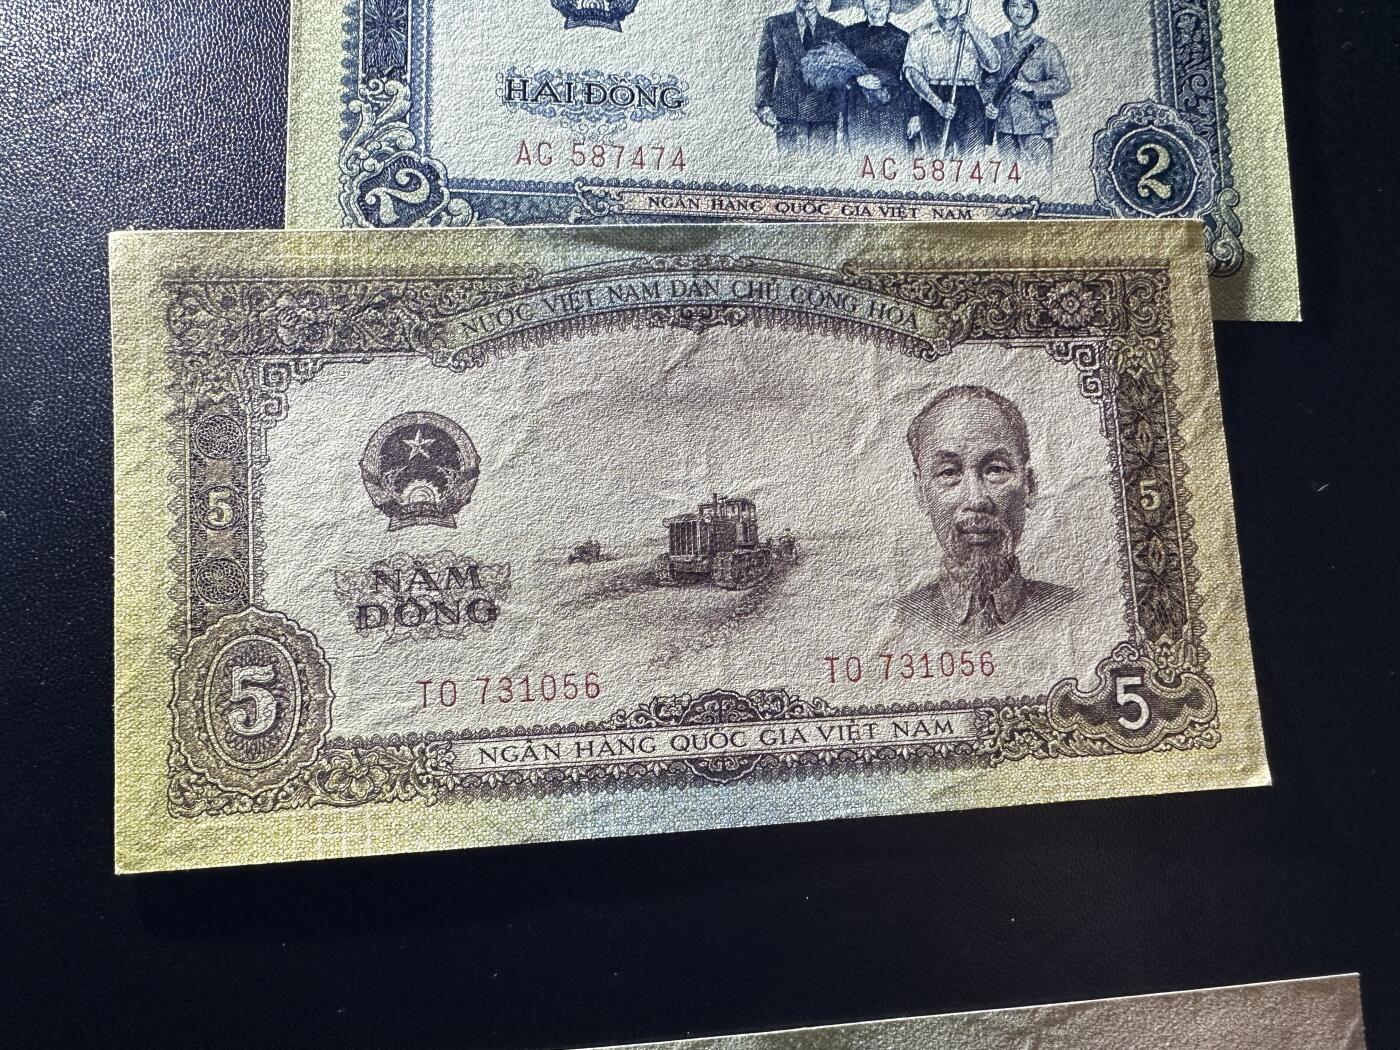 HAI ĐỒNG
AC 587474
AC 587474
2
2
NGÂN HÀNG QUỐC GIA VIỆT NAM
NƯỚC VIỆT NAM DÂN CHỦ CỘNG HÒA
5
5
NĂM
ĐỒNG
TO 731056
TO 731056
5
5
NGÂN HÀNG QUỐC GIA VIỆT NAM